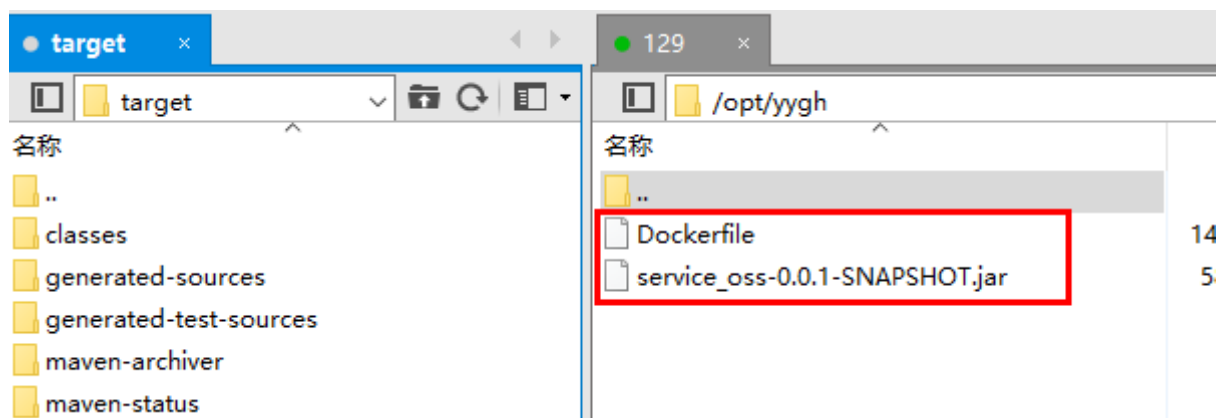 target
129
target
/opt/yygh
名称
名称
..
..
classes
Dockerfile
14
generated-sources
service_oss-0.0.1-SNAPSHOT.jar
generated-test-sources
maven-archiver
maven-status